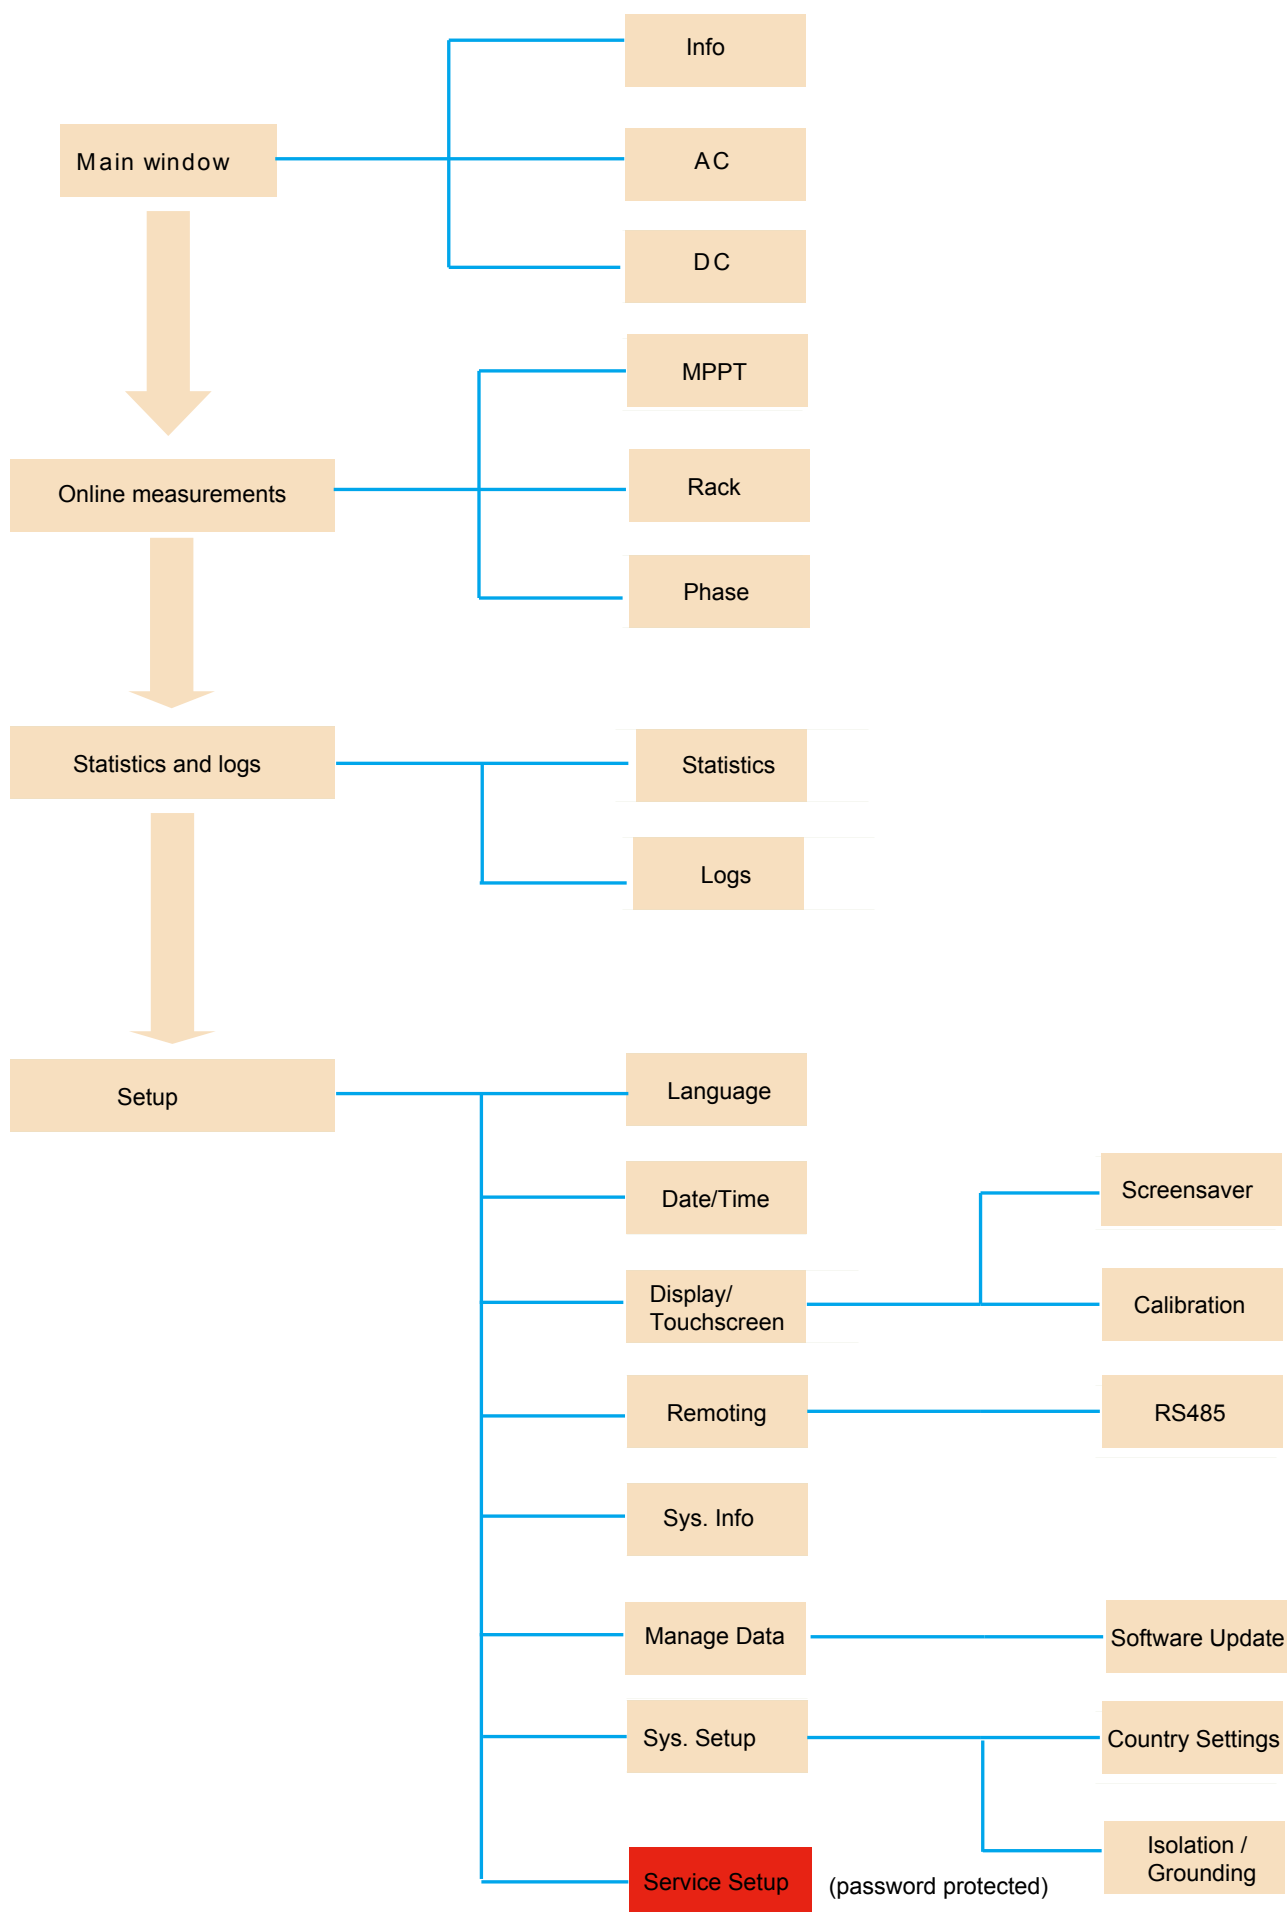 Info
Main window
AC
DC
MPPT
Online measurements
Rack
Phase
Statistics and logs
Statistics
Logs
Setup
Language
Date/Time
Screensaver
Display/
Touchscreen
Calibration
Remoting
RS485
Sys. Info
Manage Data
Software Update
Sys. Setup
Country Settings
Isolation /
Grounding
Service Setup
(password protected)